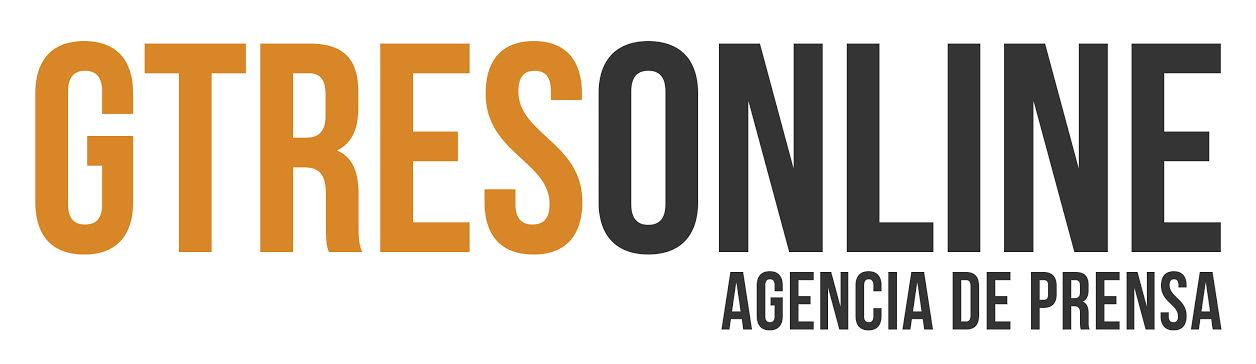 GTRESONLINE
AGENCIA DE PRENSA